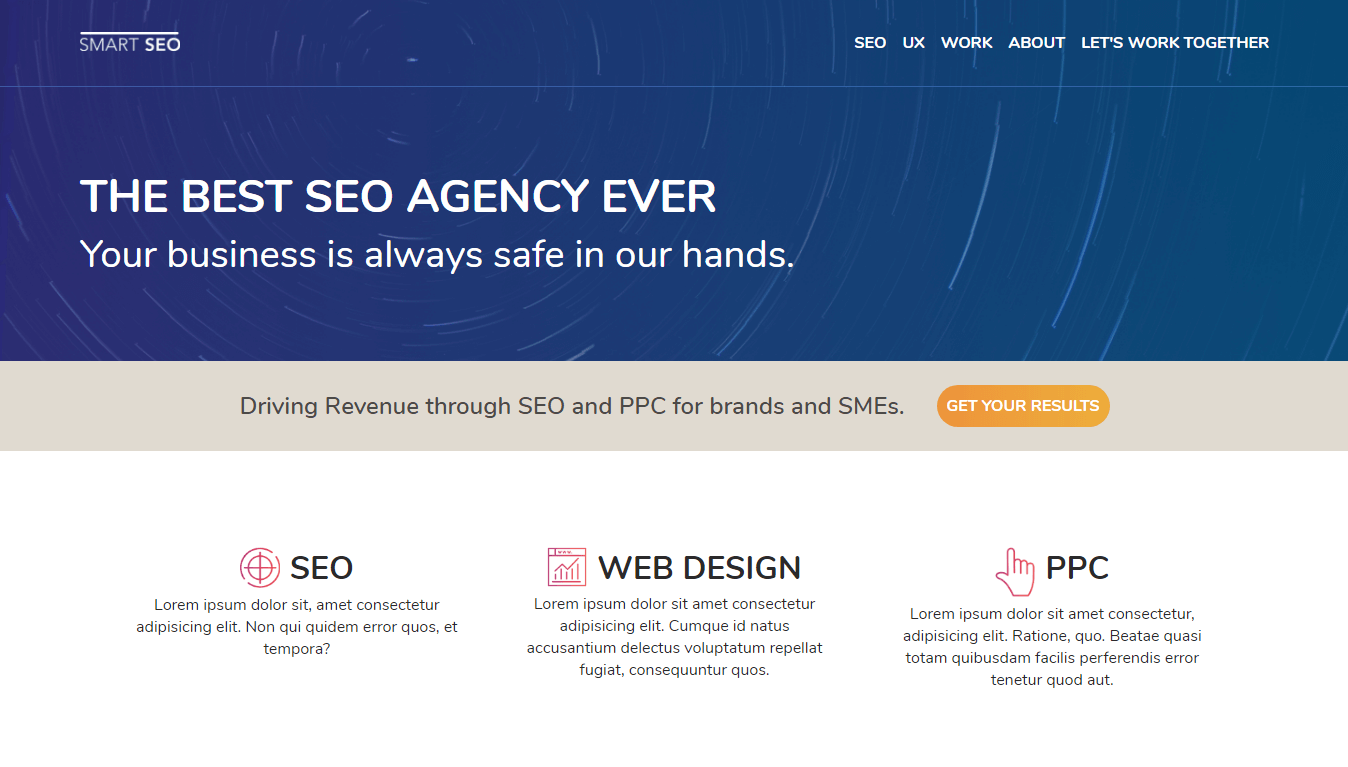 SMART SEO
SEO UX WORK ABOUT LET'S WORK TOGETHER
THE BEST SEO AGENCY EVER
Your business is always safe in our hands.
Driving Revenue through SEO and PPC for brands and SMEs.
GET YOUR RESULTS
SEO
Lorem ipsum dolor sit, amet consectetur
adipisicing elit. Non qui quidem error quos, et
tempora?
www.
WEB DESIGN
Lorem ipsum dolor sit amet consectetur
adipisicing elit. Cumque id natus
accusantium delectus voluptatum repellat
fugiat, consequuntur quos.
PPC
Lorem ipsum dolor sit amet consectetur,
adipisicing elit. Ratione, quo. Beatae quasi
totam quibusdam facilis perferendis error
tenetur quod aut.